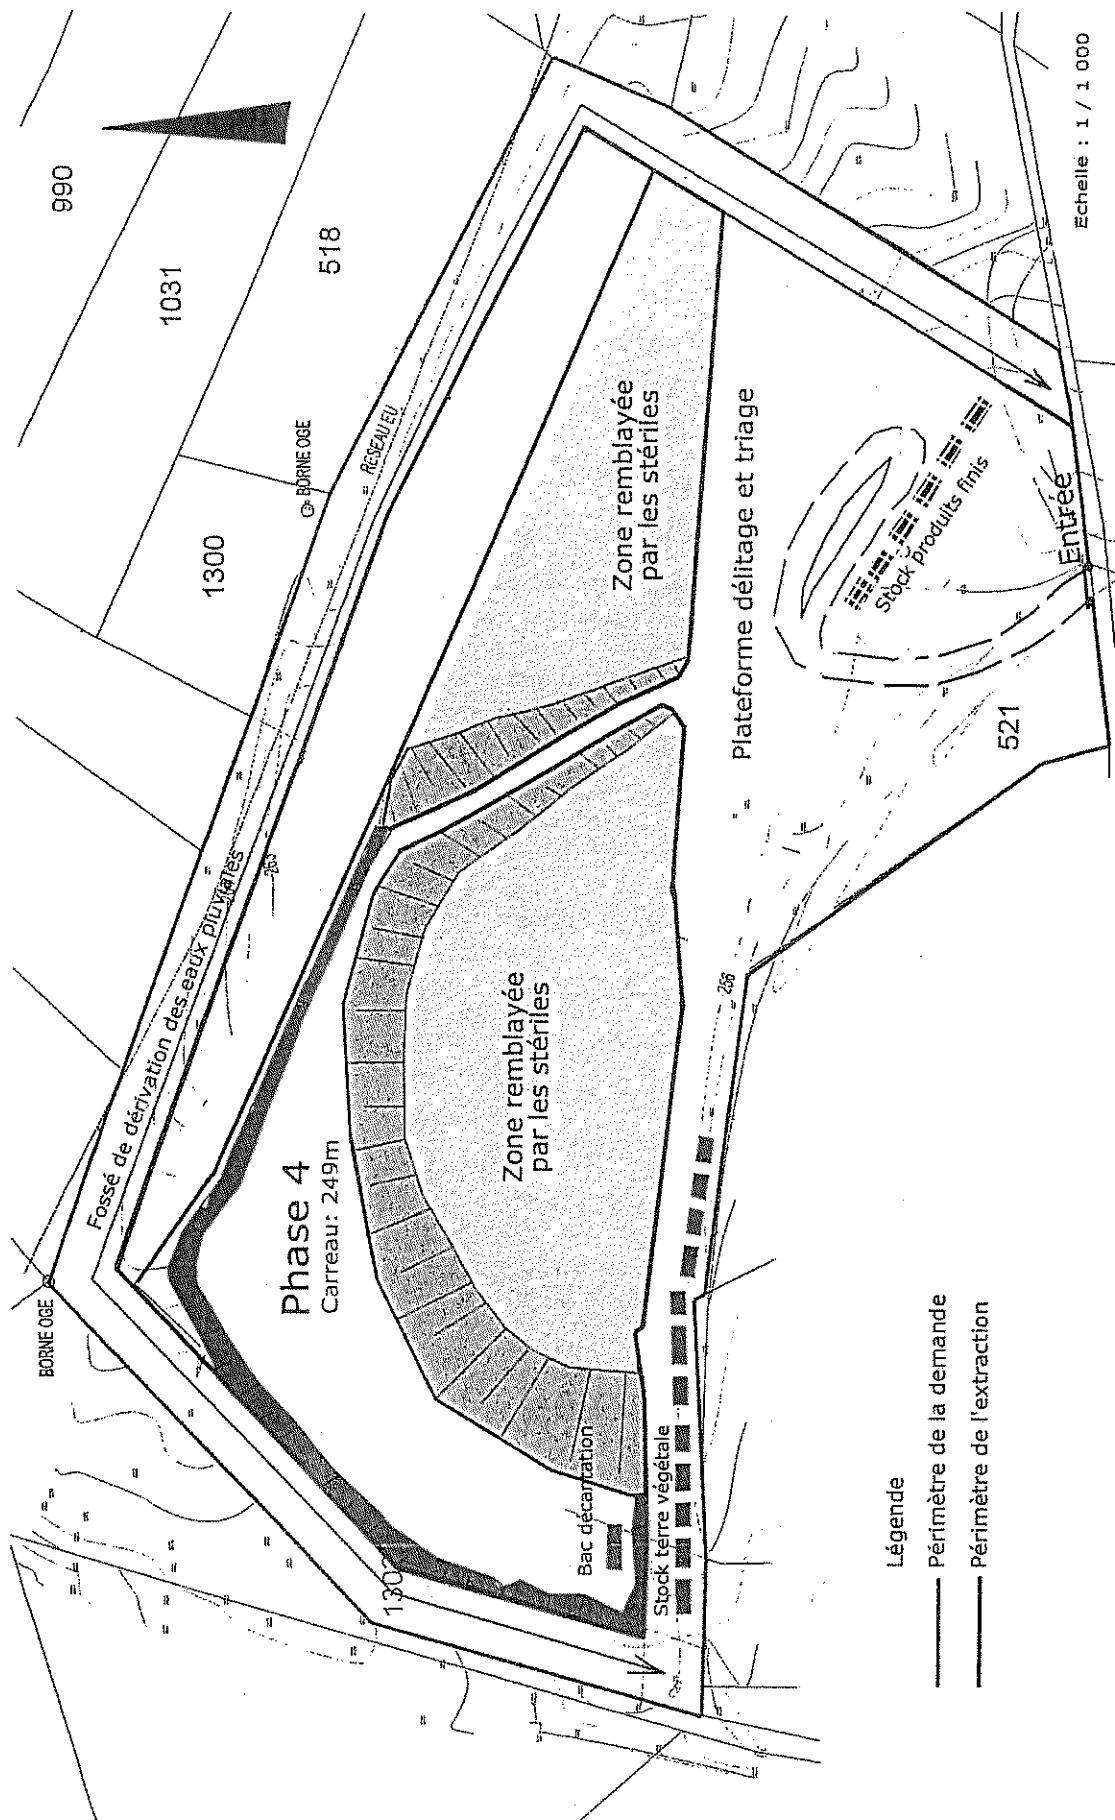 990
1031
518
1300
BORNE OGE
RESEAU EU
BORNE OGE
Fossé de dérivation des eaux pluviales
263
Phase 4
Carreau: 249m
Zone remblayée
par les stériles
Zone remblayée
par les stériles
Plateforme délitage et triage
Stock produits finis
Entrée
521
266
Bac décantation
Stock terre végétale
Légende
Périmètre de la demande
Périmètre de l'extraction
Echelle : 1 / 1 000